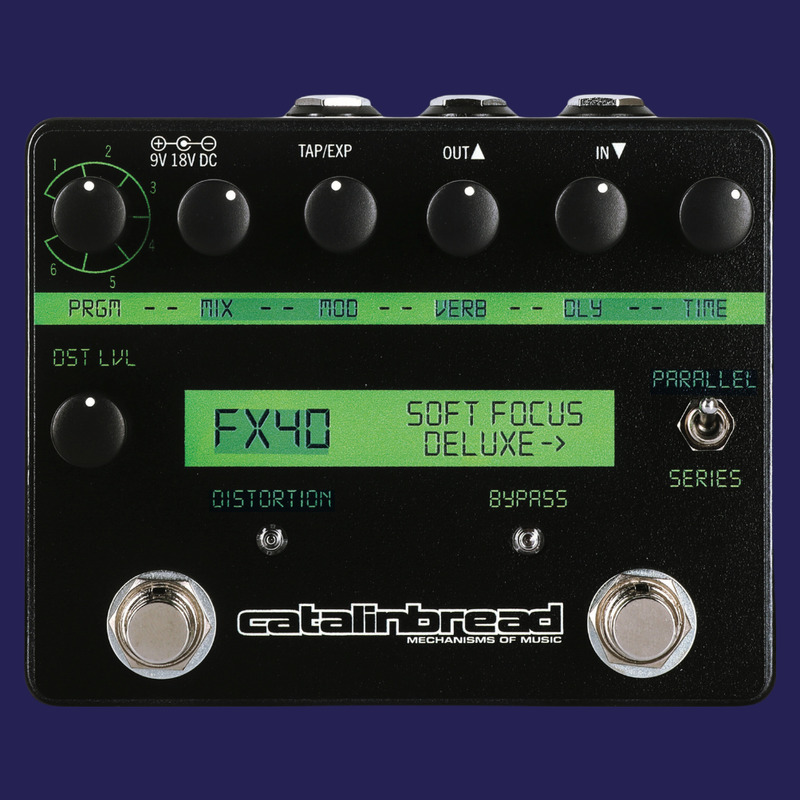 9V 18V DC
TAP/EXP
OUT▲
IN▼
1
2
3
4
5
6
PRGM -- MIX -- MOD -- VERB -- DLY -- TIME
DST LVL
FX40
SOFT FOCUS
DELUXE->
PARALLEL
SERIES
DISTORTION
BYPASS
catalinbread
MECHANISMS OF MUSIC